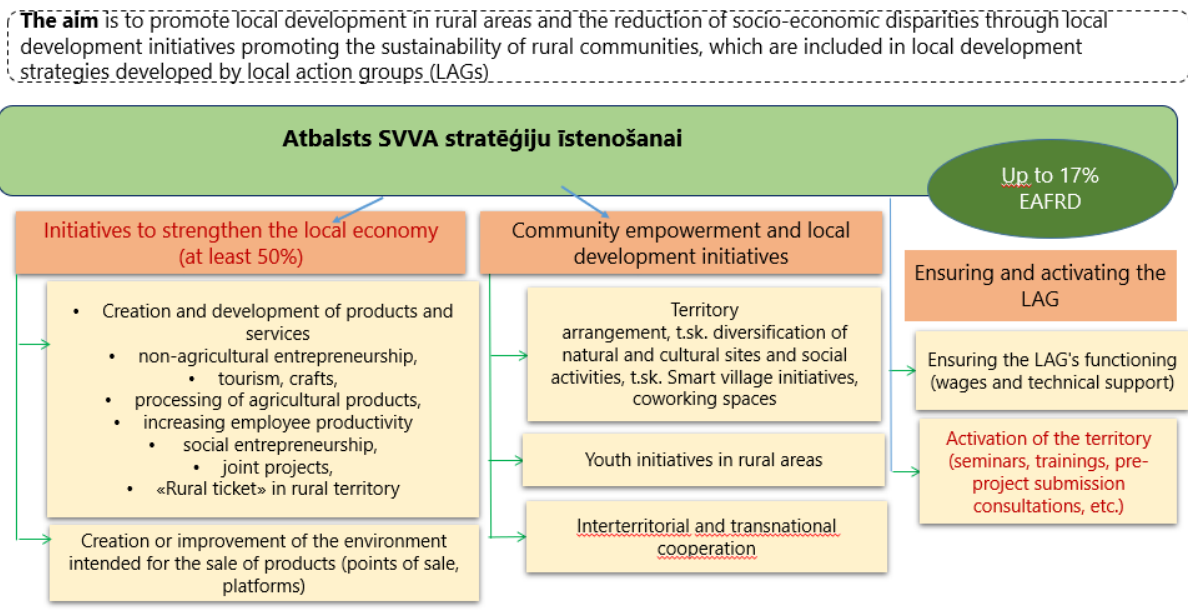 The aim is to promote local development in rural areas and the reduction of socio-economic disparities through local
development initiatives promoting the sustainability of rural communities, which are included in local development
strategies developed by local action groups (LAGs)
Atbalsts SVVA stratēģiju īstenošanai
Up to 17%
EAFRD
Initiatives to strengthen the local economy
(at least 50%)
• Creation and development of products and
services
• non-agricultural entrepreneurship,
• tourism, crafts,
• processing of agricultural products,
• increasing employee productivity
• social entrepreneurship,
• joint projects,
• «Rural ticket» in rural territory
Creation or improvement of the environment
intended for the sale of products (points of sale,
platforms)
Community empowerment and local
development initiatives
Territory
arrangement, t.sk. diversification of
natural and cultural sites and social
activities, t.sk. Smart village initiatives,
coworking spaces
Youth initiatives in rural areas
Interterritorial and transnational
cooperation
Ensuring and activating the
LAG
Ensuring the LAG's functioning
(wages and technical support)
Activation of the territory
(seminars, trainings, pre-
project submission
consultations, etc.)